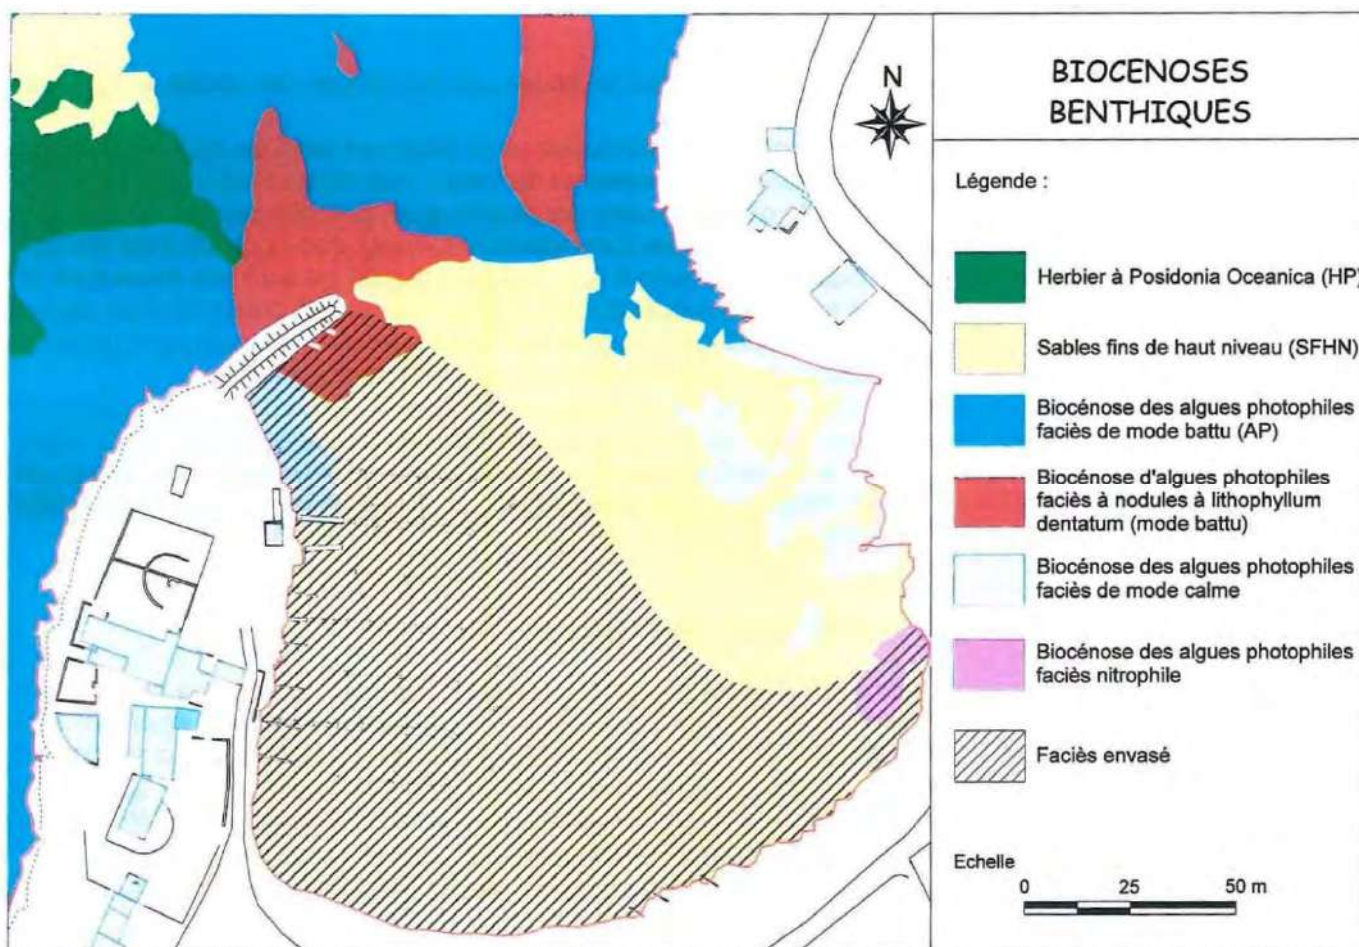 N
BIOCENOSES
BENTHIQUES
Légende :
Herbier à Posidonia Oceanica (HP)
Sables fins de haut niveau (SFHN)
Biocénose des algues photophiles
faciès de mode battu (AP)
Biocénose d'algues photophiles
faciès à nodules à lithophyllum
dentatum (mode battu)
Biocénose des algues photophiles
faciès de mode calme
Biocénose des algues photophiles
faciès nitrophile
Faciès envasé
Echelle
0 25 50 m